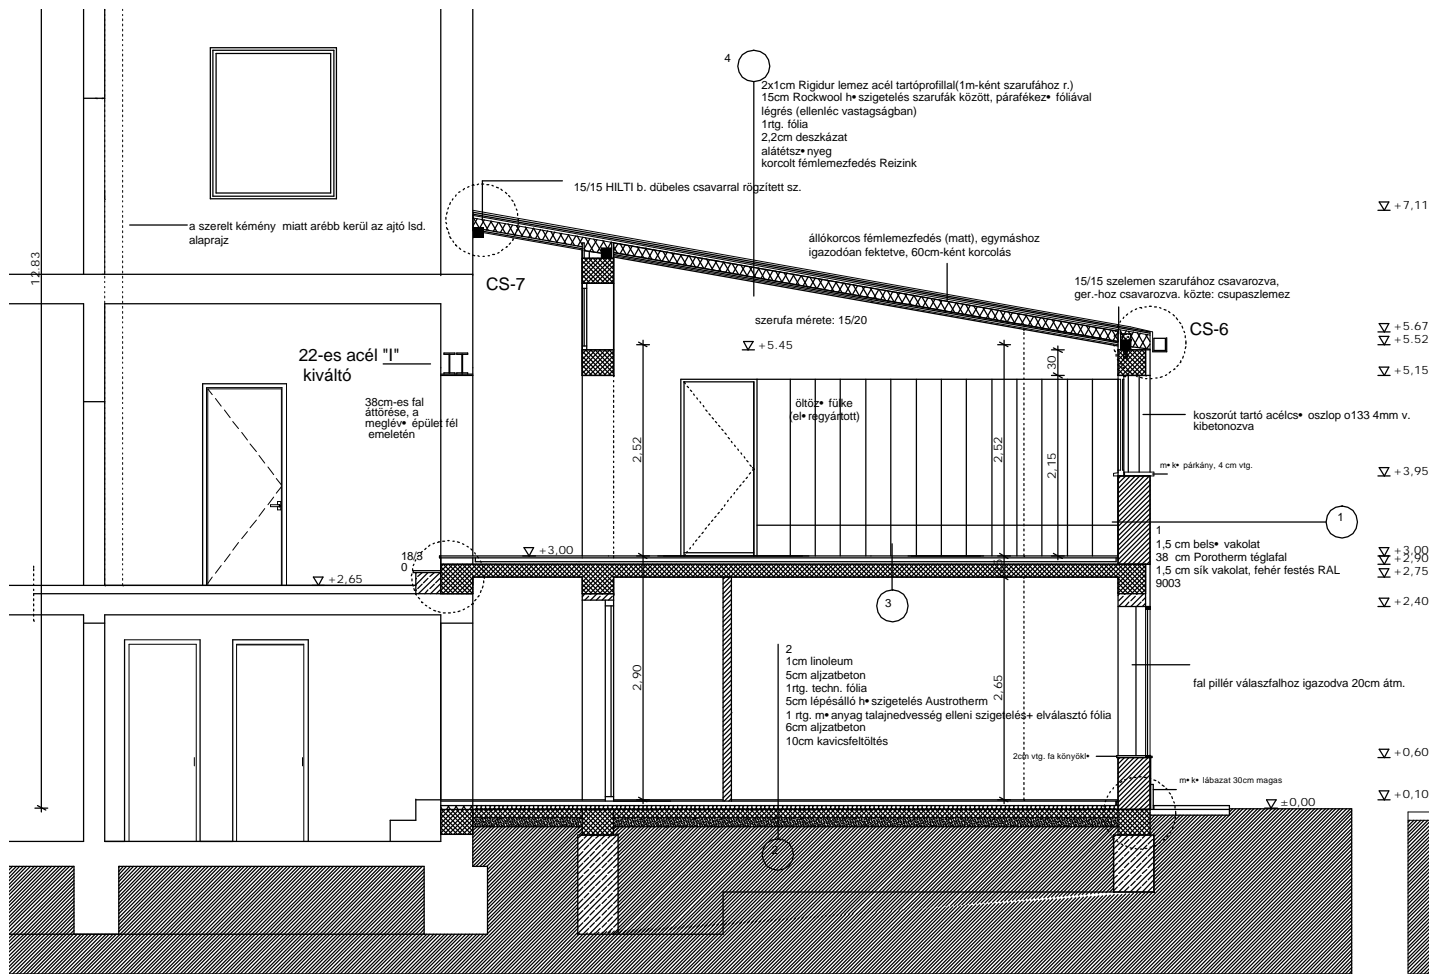 4
2x1cm Rigidur lemez acél tartóprofillal(1m-ként szarufához r.)
15cm Rockwool h• szigetelés szarufák között, párafékez• fóliával
légrés (ellenléc vastagságban)
1rtg. fólia
2,2cm deszkázat
alátétsz• nyeg
korcolt fémlemezfedés Reizink
15/15 HILTI b. dübeles csavarral rögzített sz.
+7,11
a szerelt kémény miatt arébb kerül az ajtó lsd.
alaprajz
állókorcos fémlemezfedés (matt), egymáshoz
igazodóan fektetve, 60cm-ként korcolás
12,83
CS-7
15/15 szelemen szarufához csavarozva,
ger.-hoz csavarozva. közte: csupaszlemez
szerufa mérete: 15/20
CS-6
+5.67
+5.52
+5.45
22-es acél "I"
kiváltó
30
+5,15
38cm-es fal
áttörése, a
meglév• épület fél
emeletén
öltöz• fülke
(el• regyártott)
koszorút tartó acélcs• oszlop o133 4mm v.
kibetonozva
2,52
2,52
2,15
m• k• párkány, 4 cm vtg.
+3,95
1
1
1,5 cm bels• vakolat
38 cm Porotherm téglafal
1,5 cm sík vakolat, fehér festés RAL
9003
18/3
0
+3,00
+3,00
+2,90
+2,75
+2,65
+2,40
3
2
1cm linoleum
5cm aljzatbeton
1rtg. techn. fólia
5cm lépésálló h• szigetelés Austrotherm
1 rtg. m• anyag talajnedvesség elleni szigetelés+ elválasztó fólia
6cm aljzatbeton
10cm kavicsfeltöltés
2,90
2,65
fal pillér válaszfalhoz igazodva 20cm átm.
2cm vtg. fa könyökl•
+0,60
m• k• lábazat 30cm magas
+0,10
±0,00
2